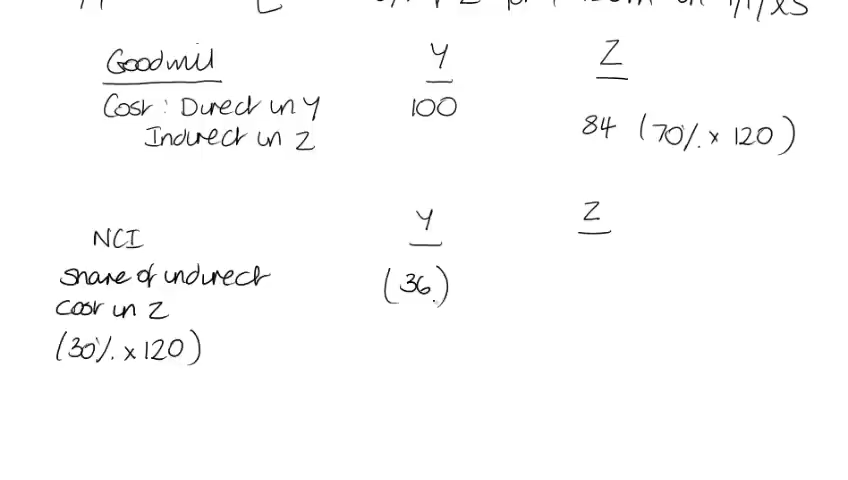 Goodwill Y Z
Cost : Direct in Y 100
Indirect in Z 84 (70% x 120)
NCI Y Z
share of indirect (36)
cost in Z
(30% x 120)